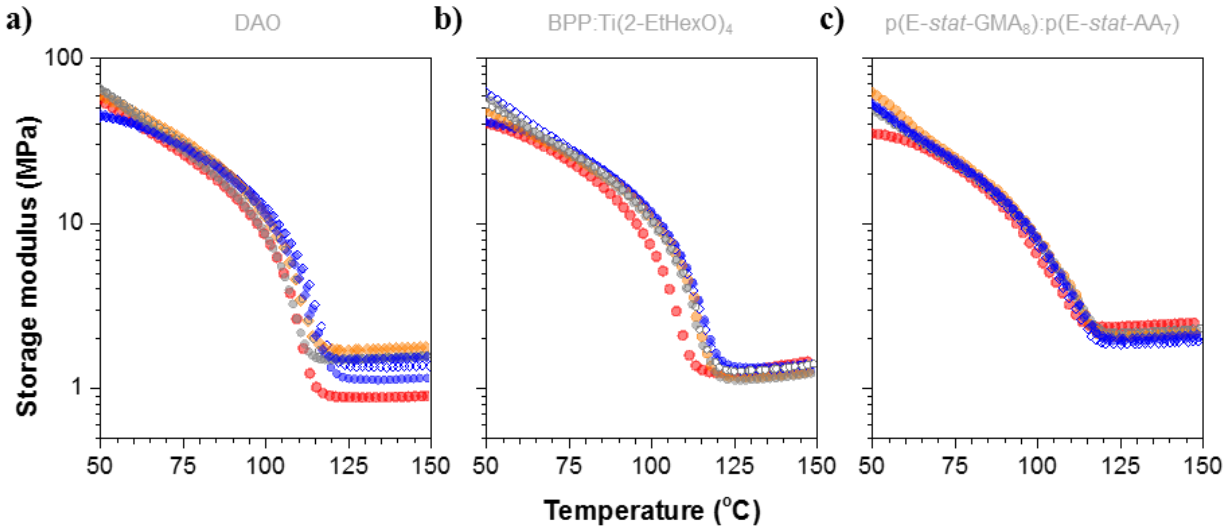 a) DAO b) BPP:Ti(2-EtHexO)₄ c) p(E-stat-GMA₈):p(E-stat-AA₇)
100
10
1
Storage modulus (MPa)
50 75 100 125 150 50 75 100 125 150 50 75 100 125 150
Temperature (°C)